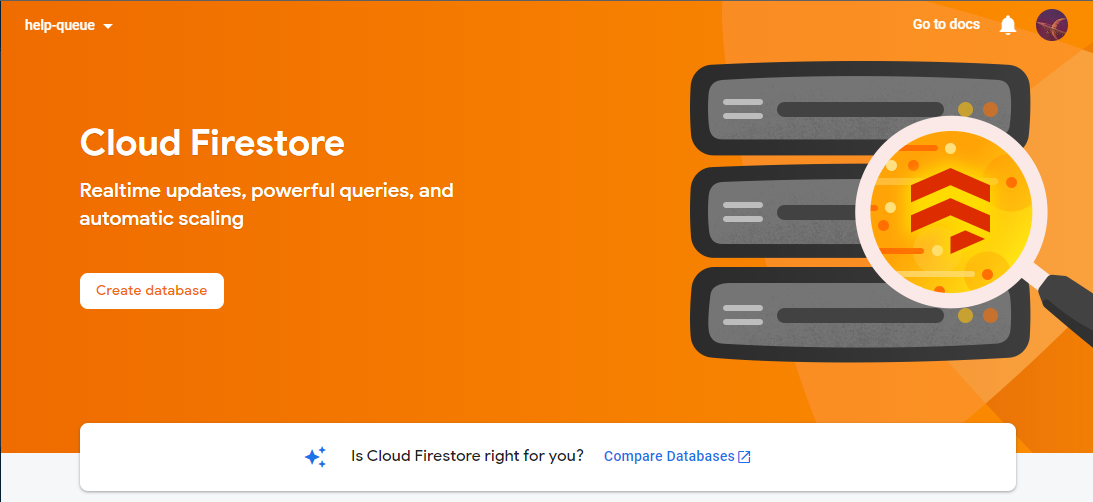 help-queue
Go to docs
Cloud Firestore
Realtime updates, powerful queries, and
automatic scaling
Create database
Is Cloud Firestore right for you? Compare Databases